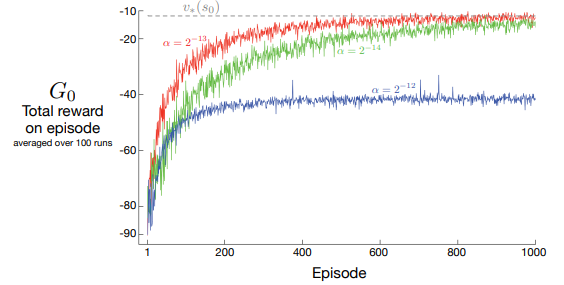 -10
v*(s0)
-20
α = 2^-13
α = 2^-14
-40
α = 2^-12
G0
Total reward
on episode
averaged over 100 runs
-60
-80
-90
1 200 400 600 800 1000
Episode